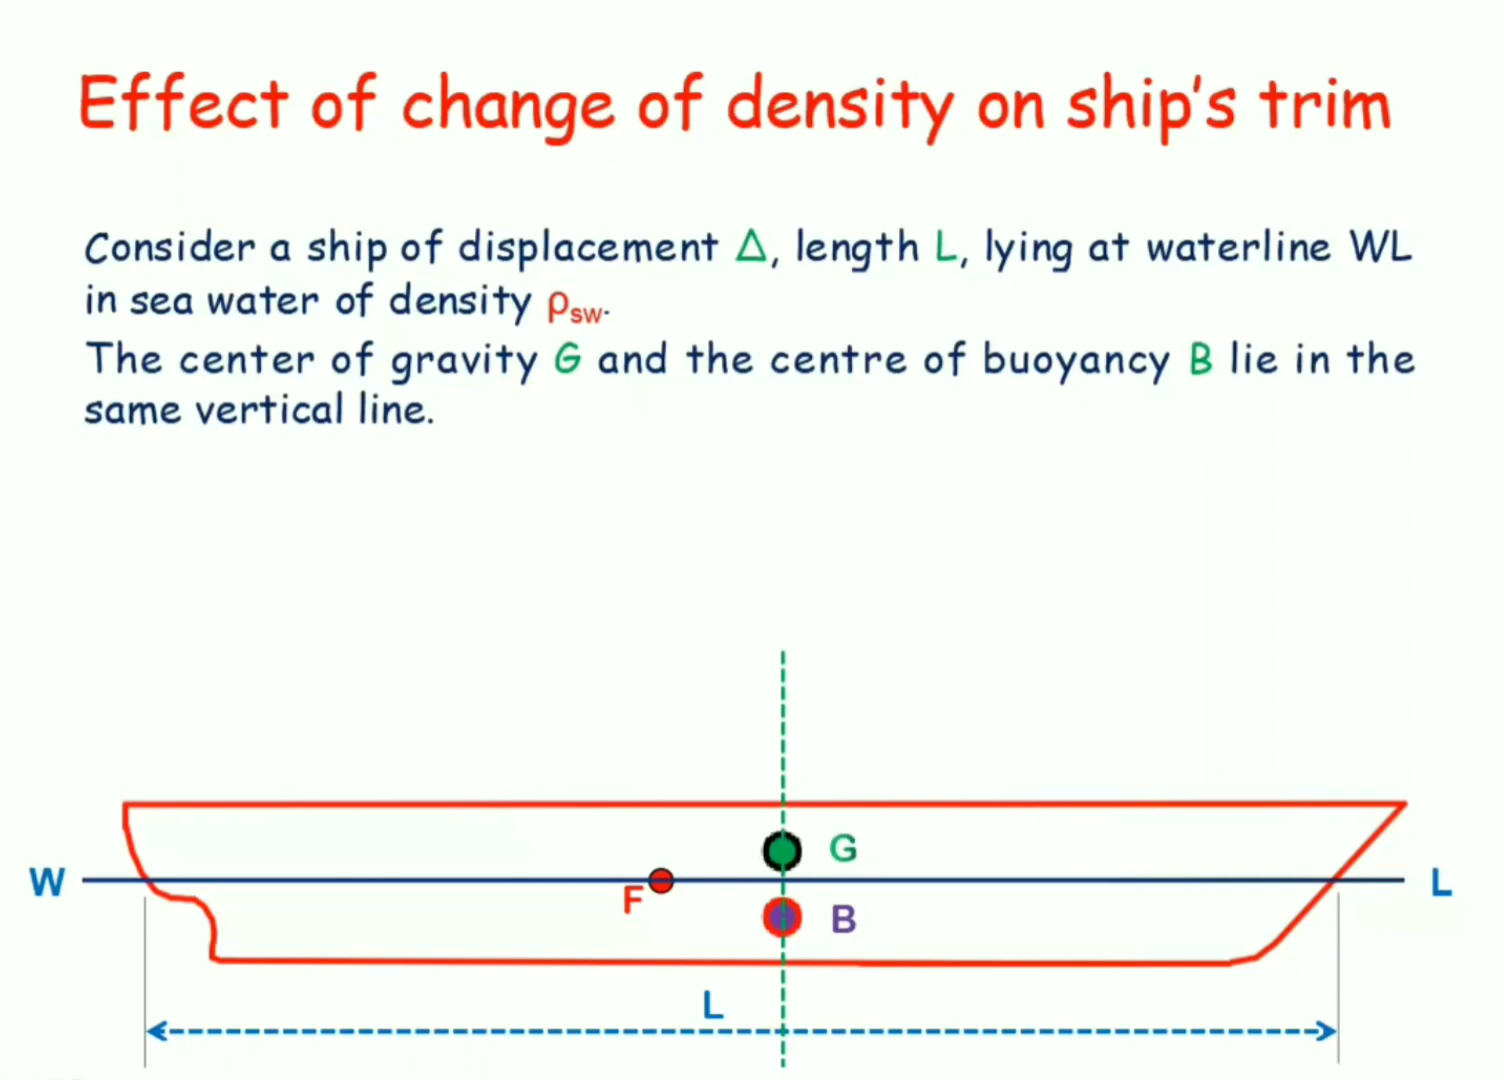 Effect of change of density on ship's trim
Consider a ship of displacement Δ, length L, lying at waterline WL
in sea water of density ρsw.
The center of gravity G and the centre of buoyancy B lie in the
same vertical line.
G
W
L
F
B
L